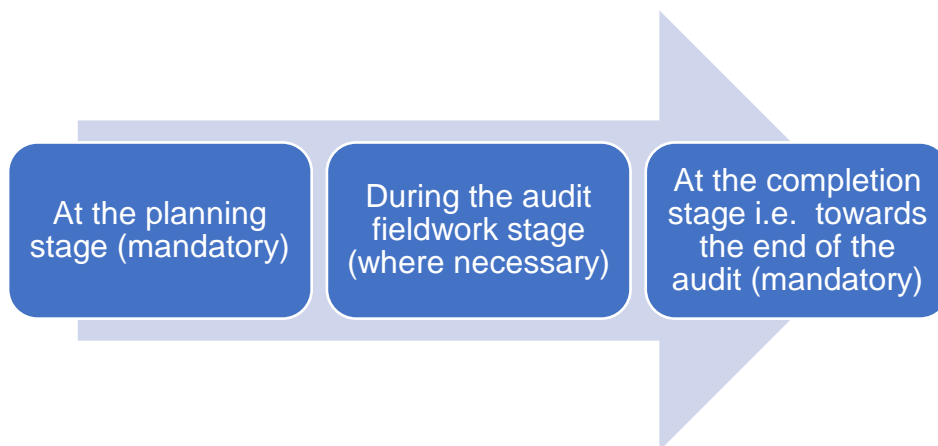 At the planning
stage (mandatory)
During the audit
fieldwork stage
(where necessary)
At the completion
stage i.e. towards
the end of the
audit (mandatory)